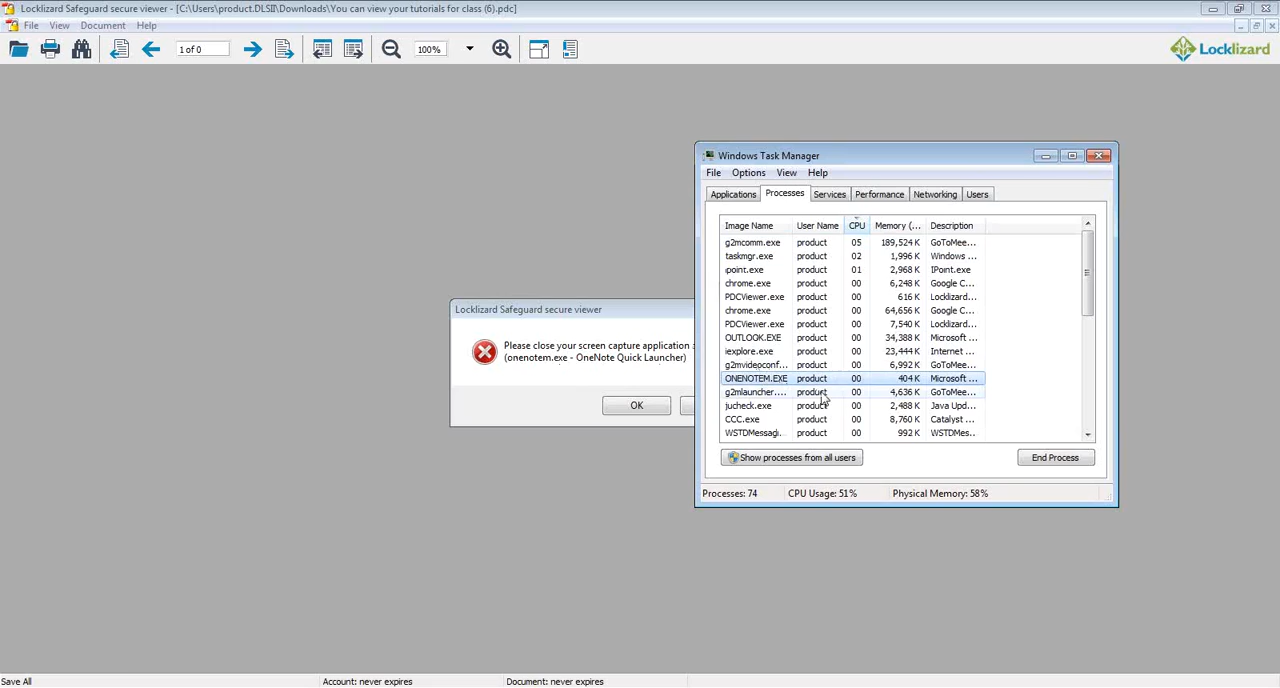 Locklizard Safeguard secure viewer - [C:\Users\product.DLSII\Downloads\You can view your tutorials for class (6).pdc]
File View Document Help
1 of 0 100% Locklizard
Windows Task Manager
File Options View Help
Applications Processes Services Performance Networking Users
Image Name User Name CPU Memory (... Description
g2mcomm.exe product 05 189,524 K GoToMee...
taskmgr.exe product 02 1,996 K Windows ...
ipoint.exe product 01 2,968 K IPoint.exe
chrome.exe product 00 6,248 K Google C...
PDCViewer.exe product 00 616 K Locklizard...
chrome.exe product 00 64,656 K Google C...
PDCViewer.exe product 00 7,540 K Locklizard...
OUTLOOK.EXE product 00 34,388 K Microsoft ...
iexplore.exe product 00 23,444 K Internet ...
g2mvideoconf... product 00 6,992 K GoToMee...
ONENOTEM.EXE product 00 404 K Microsoft ...
g2mlauncher.... product 00 4,636 K GoToMee...
jucheck.exe product 00 2,488 K Java Upd...
CCC.exe product 00 8,760 K Catalyst ...
WSTDMessagi... product 00 992 K WSTDMes...
Show processes from all users End Process
Processes: 74 CPU Usage: 51% Physical Memory: 58%
Locklizard Safeguard secure viewer
Please close your screen capture application
(onenotem.exe - OneNote Quick Launcher)
OK
Save All Account: never expires Document: never expires